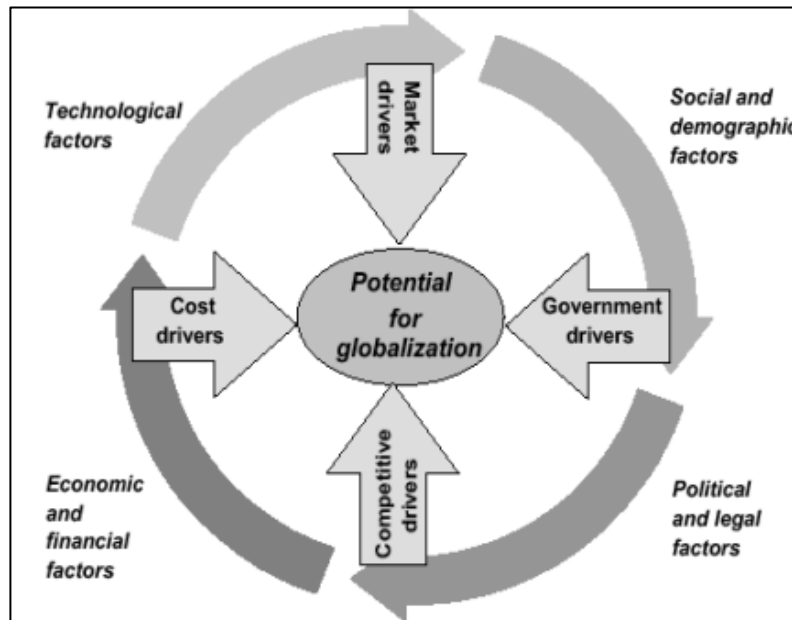 Technological
factors
Market
drivers
Social and
demographic
factors
Cost
drivers
Potential
for
globalization
Government
drivers
Competitive
drivers
Economic
and
financial
factors
Political
and legal
factors